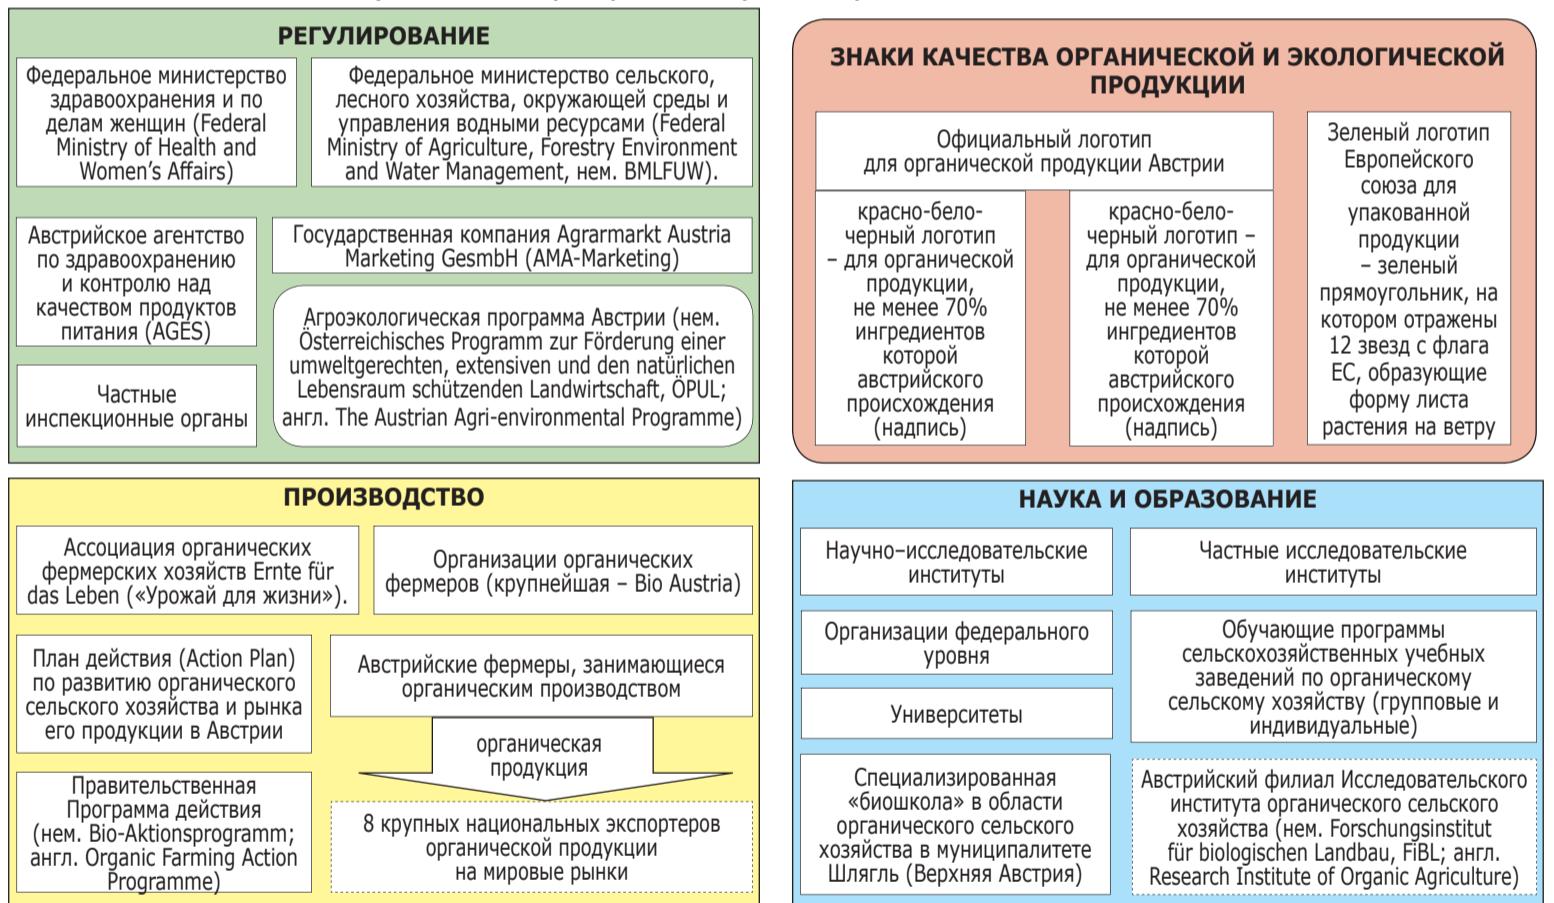 РЕГУЛИРОВАНИЕ
Федеральное министерство
здравоохранения и по
делам женщин (Federal
Ministry of Health and
Women's Affairs)
Федеральное министерство сельского,
лесного хозяйства, окружающей среды и
управления водными ресурсами (Federal
Ministry of Agriculture, Forestry Environment
and Water Management, нем. BMLFUW).
Австрийское агентство
по здравоохранению
и контролю над
качеством продуктов
питания (AGES)
Государственная компания Agrarmarkt Austria
Marketing GesmbH (AMA-Marketing)
Агроэкологическая программа Австрии (нем.
Österreichisches Programm zur Förderung einer
umweltgerechten, extensiven und den natürlichen
Lebensraum schützenden Landwirtschaft, ÖPUL;
англ. The Austrian Agri-environmental Programme)
Частные
инспекционные органы
ЗНАКИ КАЧЕСТВА ОРГАНИЧЕСКОЙ И ЭКОЛОГИЧЕСКОЙ
ПРОДУКЦИИ
Официальный логотип
для органической продукции Австрии
красно-бело-
черный логотип
– для органической
продукции,
не менее 70%
ингредиентов
которой
австрийского
происхождения
(надпись)
красно-бело-
черный логотип –
для органической
продукции,
не менее 70%
ингредиентов
которой
австрийского
происхождения
(надпись)
Зеленый логотип
Европейского
союза для
упакованной
продукции
– зеленый
прямоугольник, на
котором отражены
12 звезд с флага
ЕС, образующие
форму листа
растения на ветру
ПРОИЗВОДСТВО
Ассоциация органических
фермерских хозяйств Ernte für
das Leben («Урожай для жизни»).
Организации органических
фермеров (крупнейшая – Bio Austria)
План действия (Action Plan)
по развитию органического
сельского хозяйства и рынка
его продукции в Австрии
Австрийские фермеры, занимающиеся
органическим производством
органическая
продукция
Правительственная
Программа действия
(нем. Bio-Aktionsprogramm;
англ. Organic Farming Action
Programme)
8 крупных национальных экспортеров
органической продукции
на мировые рынки
НАУКА И ОБРАЗОВАНИЕ
Научно–исследовательские
институты
Частные исследовательские
институты
Организации федерального
уровня
Обучающие программы
сельскохозяйственных учебных
заведений по органическому
сельскому хозяйству (групповые и
индивидуальные)
Университеты
Специализированная
«биошкола» в области
органического сельского
хозяйства в муниципалитете
Шлягль (Верхняя Австрия)
Австрийский филиал Исследовательского
института органического сельского
хозяйства (нем. Forschungsinstitut
für biologischen Landbau, FiBL; англ.
Research Institute of Organic Agriculture)